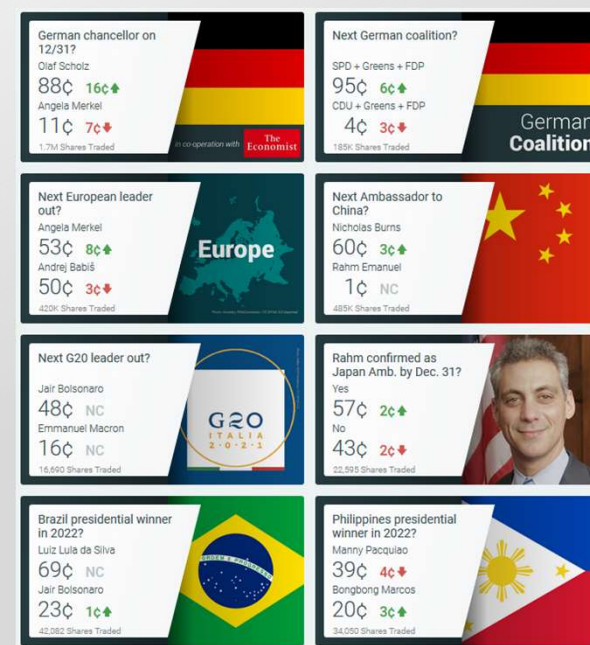 German chancellor on
12/31?
Olaf Scholz
88¢ 16¢
Angela Merkel
11¢ 7¢
1.7M Shares Traded
in co-operation with
The
Economist
Next German coalition?
SPD + Greens + FDP
95¢ 6¢
CDU + Greens + FDP
4¢ 3¢
185K Shares Traded
German
Coalition
Next European leader
out?
Angela Merkel
53¢ 8¢
Andrej Babiš
50¢ 3¢
420K Shares Traded
Europe
Next Ambassador to
China?
Nicholas Burns
60¢ 3¢
Rahm Emanuel
1¢ NC
485K Shares Traded
Next G20 leader out?
Jair Bolsonaro
48¢ NC
Emmanuel Macron
16¢ NC
16,690 Shares Traded
G20
ITALIA
2·0·2·1
Rahm confirmed as
Japan Amb. by Dec. 31?
Yes
57¢ 2¢
No
43¢ 2¢
22,595 Shares Traded
Brazil presidential winner
in 2022?
Luiz Lula da Silva
69¢ NC
Jair Bolsonaro
23¢ 1¢
42,082 Shares Traded
Philippines presidential
winner in 2022?
Manny Pacquiao
39¢ 4¢
Bongbong Marcos
20¢ 3¢
34,050 Shares Traded